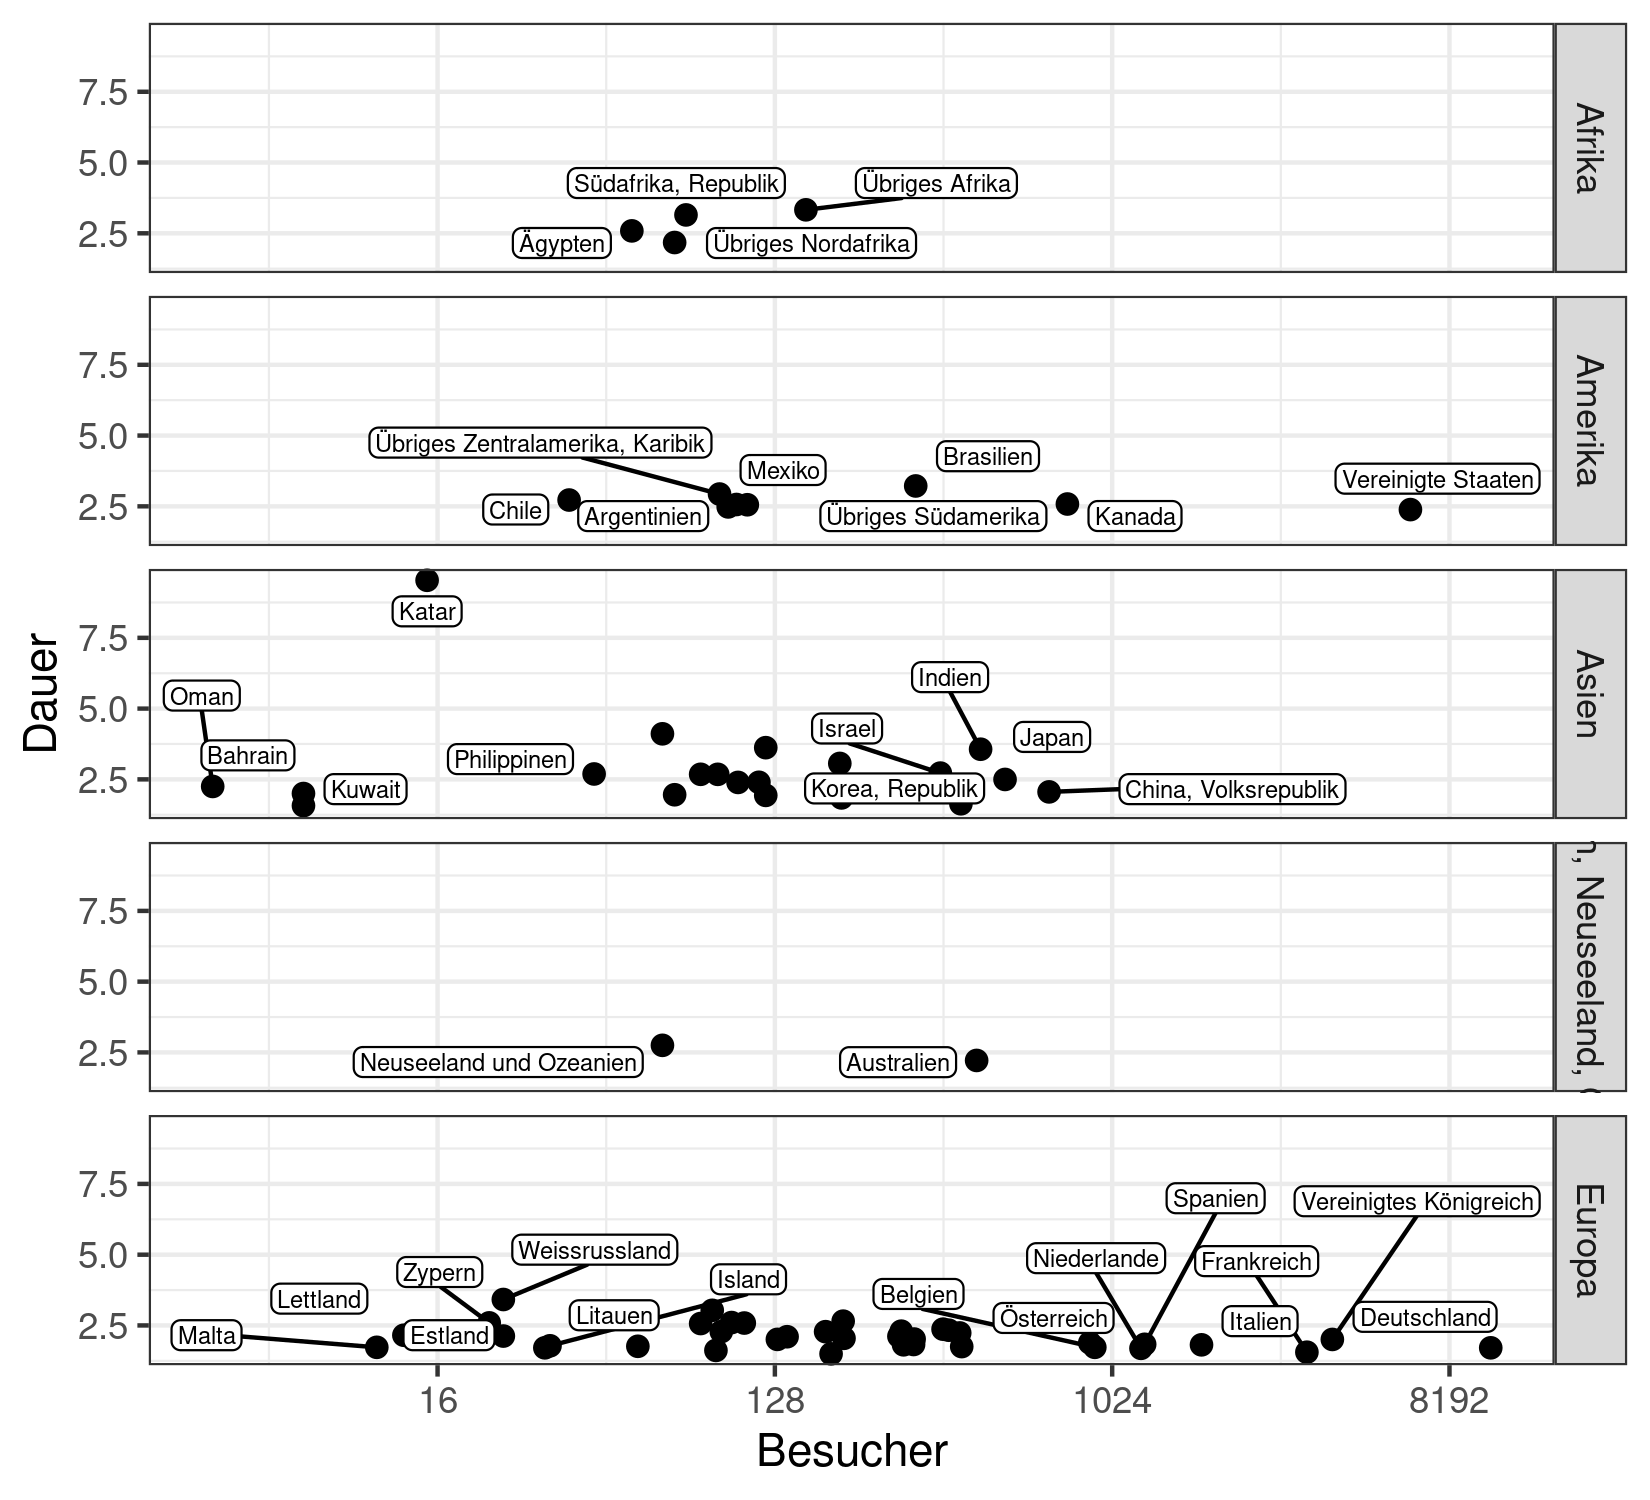 Afrika
7.5
5.0
2.5
Südafrika, Republik
Übriges Afrika
Ägypten
Übriges Nordafrika
Amerika
7.5
5.0
2.5
Übriges Zentralamerika, Karibik
Mexiko
Brasilien
Vereinigte Staaten
Chile
Argentinien
Übriges Südamerika
Kanada
Asien
7.5
5.0
2.5
Katar
Oman
Indien
Israel
Japan
Bahrain
Philippinen
Kuwait
Korea, Republik
China, Volksrepublik
n, Neuseeland,
7.5
5.0
2.5
Neuseeland und Ozeanien
Australien
Europa
7.5
5.0
2.5
Spanien
Vereinigtes Königreich
Weissrussland
Niederlande
Frankreich
Zypern
Island
Lettland
Belgien
Litauen
Österreich
Italien
Deutschland
Malta
Estland
16
128
1024
8192
Besucher
Dauer